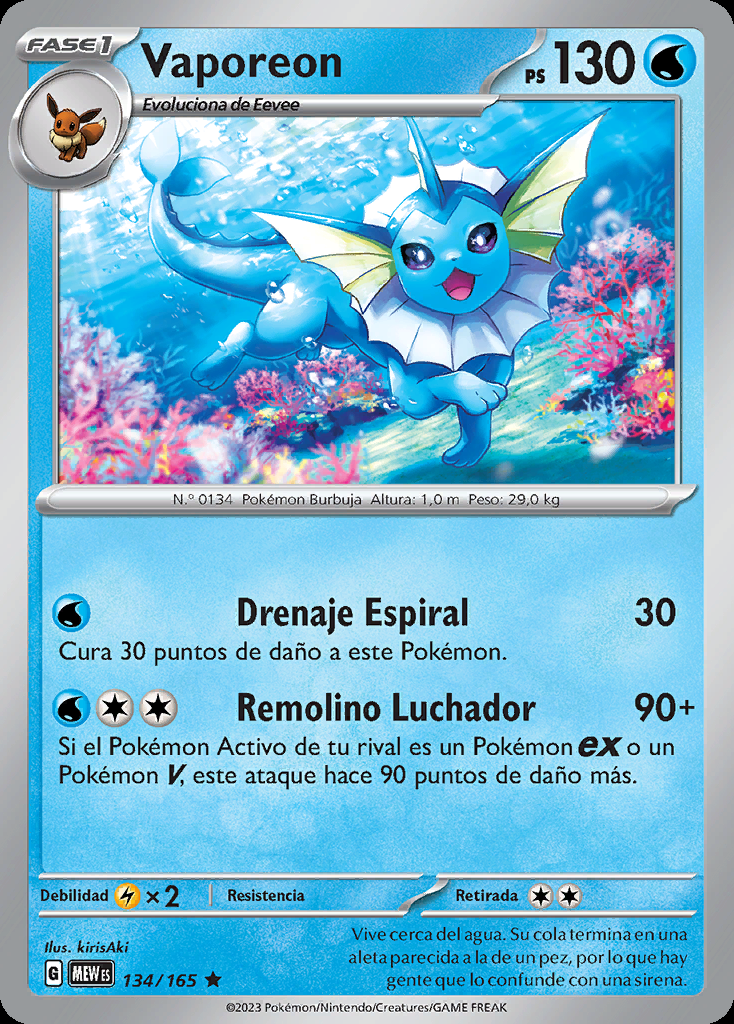 FASE 1
Vaporeon
PS 130
Evoluciona de Eevee
N.º 0134 Pokémon Burbuja Altura: 1,0 m Peso: 29,0 kg
Drenaje Espiral 30
Cura 30 puntos de daño a este Pokémon.
Remolino Luchador 90+
Si el Pokémon Activo de tu rival es un Pokémon ex o un
Pokémon V, este ataque hace 90 puntos de daño más.
Debilidad ×2 Resistencia Retirada
Ilus. kirisAki
Vive cerca del agua. Su cola termina en una
aleta parecida a la de un pez, por lo que hay
gente que lo confunde con una sirena.
G MEW ES 134/165 ★
©2023 Pokémon/Nintendo/Creatures/GAME FREAK